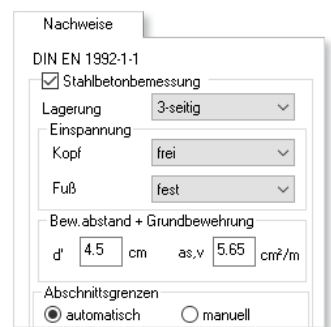 Nachweise
DIN EN 1992-1-1
Stahlbetonbemessung
Lagerung 3-seitig
Einspannung
Kopf frei
Fuß fest
Bew.abstand + Grundbewehrung
d' 4.5 cm as,v 5.65 cm²/m
Abschnittsgrenzen
automatisch manuell